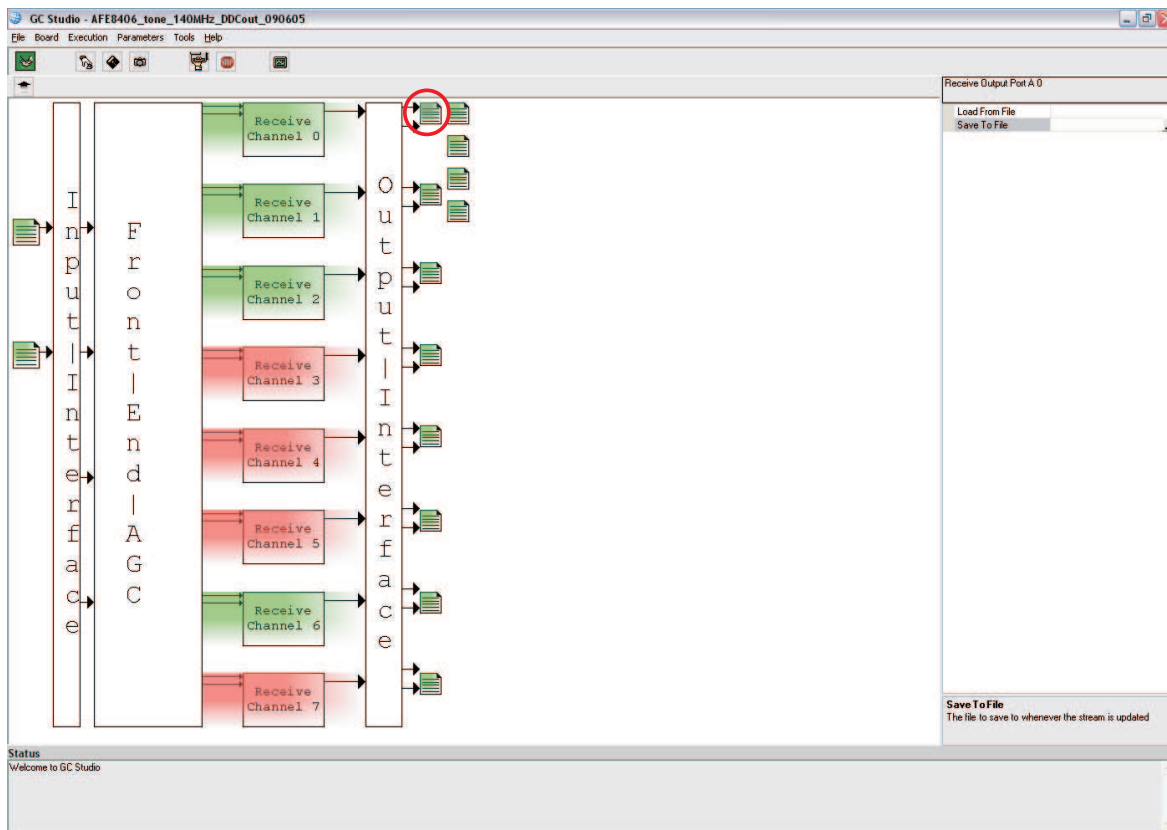 GC Studio - AFE8406_tone_140MHz_DDCout_090605
File Board Execution Parameters Tools Help
Receive Output Port A 0
Load From File
Save To File
Input|Interface
Front|End|AGC
Receive
Channel 0
Receive
Channel 1
Receive
Channel 2
Receive
Channel 3
Receive
Channel 4
Receive
Channel 5
Receive
Channel 6
Receive
Channel 7
Output|Interface
Save To File
The file to save to whenever the stream is updated
Status
Welcome to GC Studio